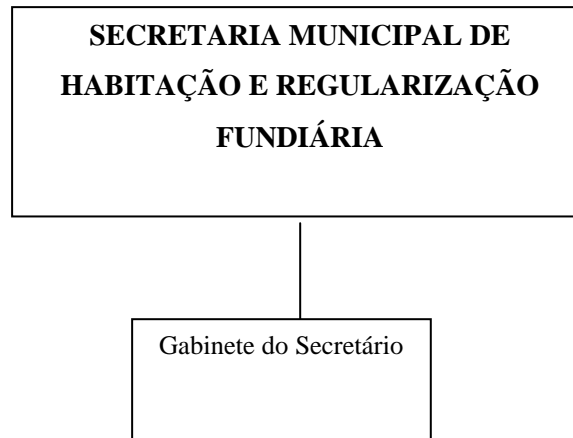 SECRETARIA MUNICIPAL DE
HABITAÇÃO E REGULARIZAÇÃO
FUNDIÁRIA
Gabinete do Secretário